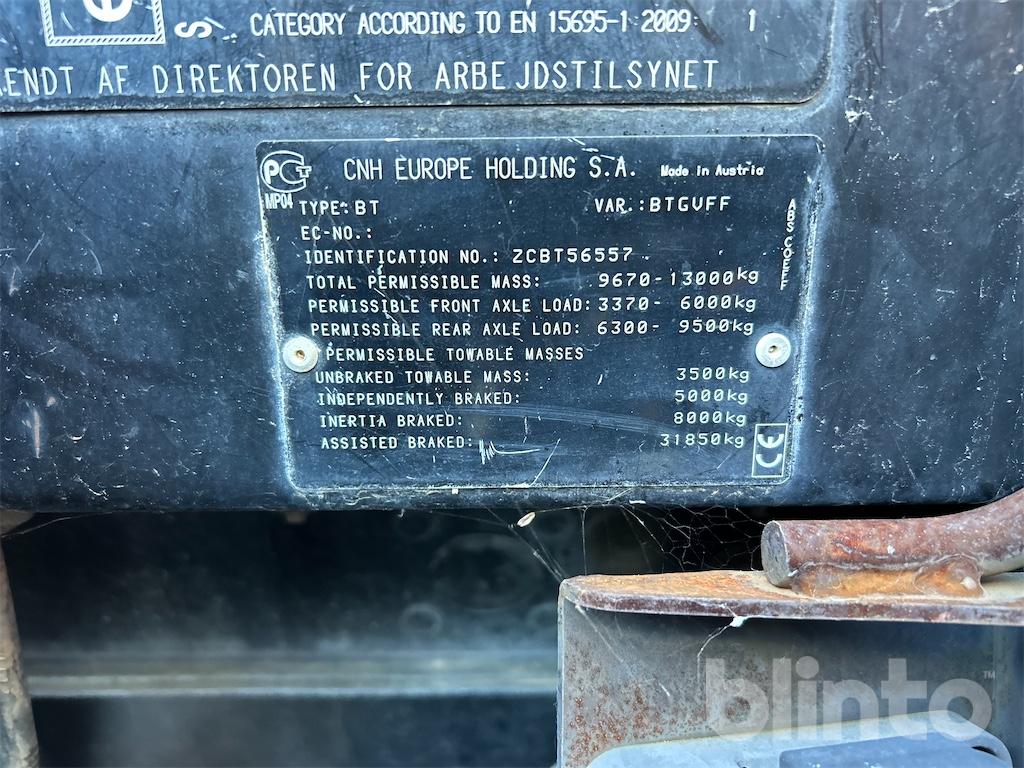 S CATEGORY ACCORDING TO EN 15695-1 2009 1
ENDT AF DIREKTOREN FOR ARBEJDSTILSYNET
CNH EUROPE HOLDING S.A. Made in Austria
MP04
TYPE: BT VAR.: BTGVFF
ABS COEFF
EC-NO.:
IDENTIFICATION NO.: ZCBT56557
TOTAL PERMISSIBLE MASS: 9670-13000kg
PERMISSIBLE FRONT AXLE LOAD: 3370- 6000kg
PERMISSIBLE REAR AXLE LOAD: 6300- 9500kg
PERMISSIBLE TOWABLE MASSES
UNBRAKED TOWABLE MASS: 3500kg
INDEPENDENTLY BRAKED: 5000kg
INERTIA BRAKED: 8000kg
ASSISTED BRAKED: 31850kg
CE
blinto™